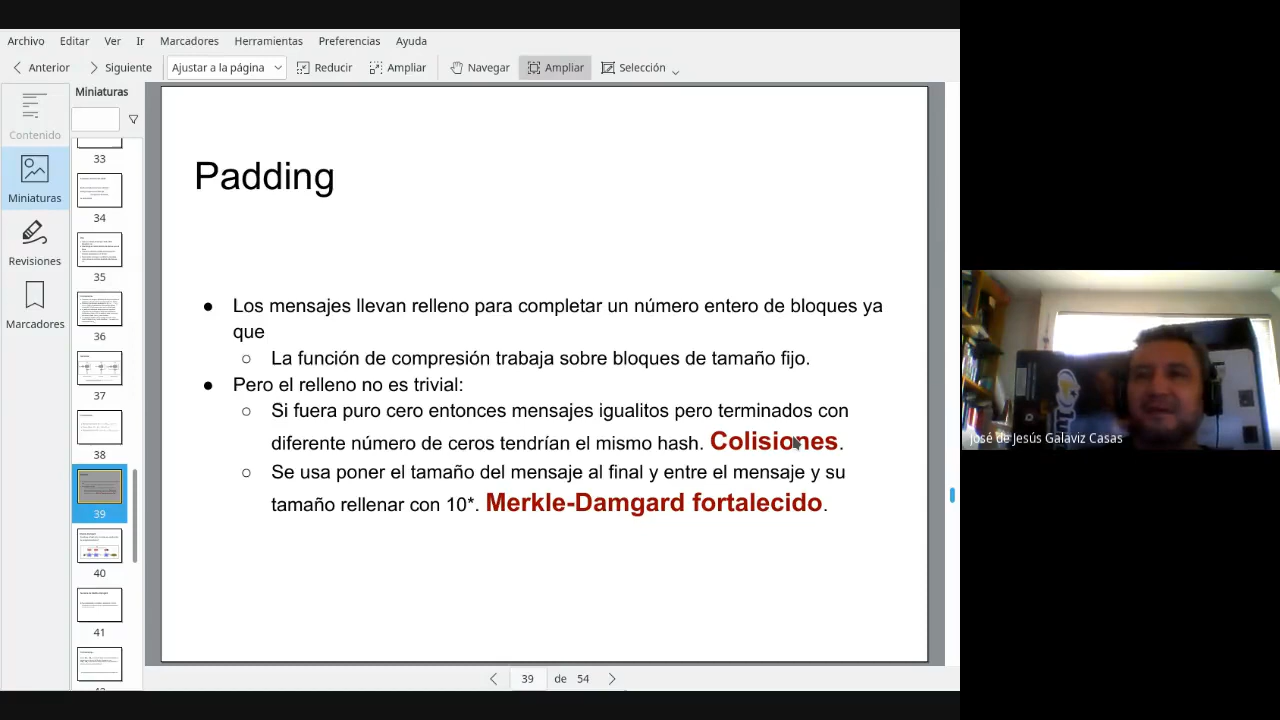 Archivo Editar Ver Ir Marcadores Herramientas Preferencias Ayuda
Anterior Siguiente Ajustar a la página Reducir Ampliar Navegar Ampliar Selección
Contenido
Miniaturas
Revisiones
Marcadores
Miniaturas
33
34
35
36
37
38
39
40
41
Padding
● Los mensajes llevan relleno para completar un número entero de bloques ya
que
○ La función de compresión trabaja sobre bloques de tamaño fijo.
● Pero el relleno no es trivial:
○ Si fuera puro cero entonces mensajes igualitos pero terminados con
diferente número de ceros tendrían el mismo hash. Colisiones.
○ Se usa poner el tamaño del mensaje al final y entre el mensaje y su
tamaño rellenar con 10*. Merkle-Damgard fortalecido.
39 de 54
José de Jesús Galaviz Casas